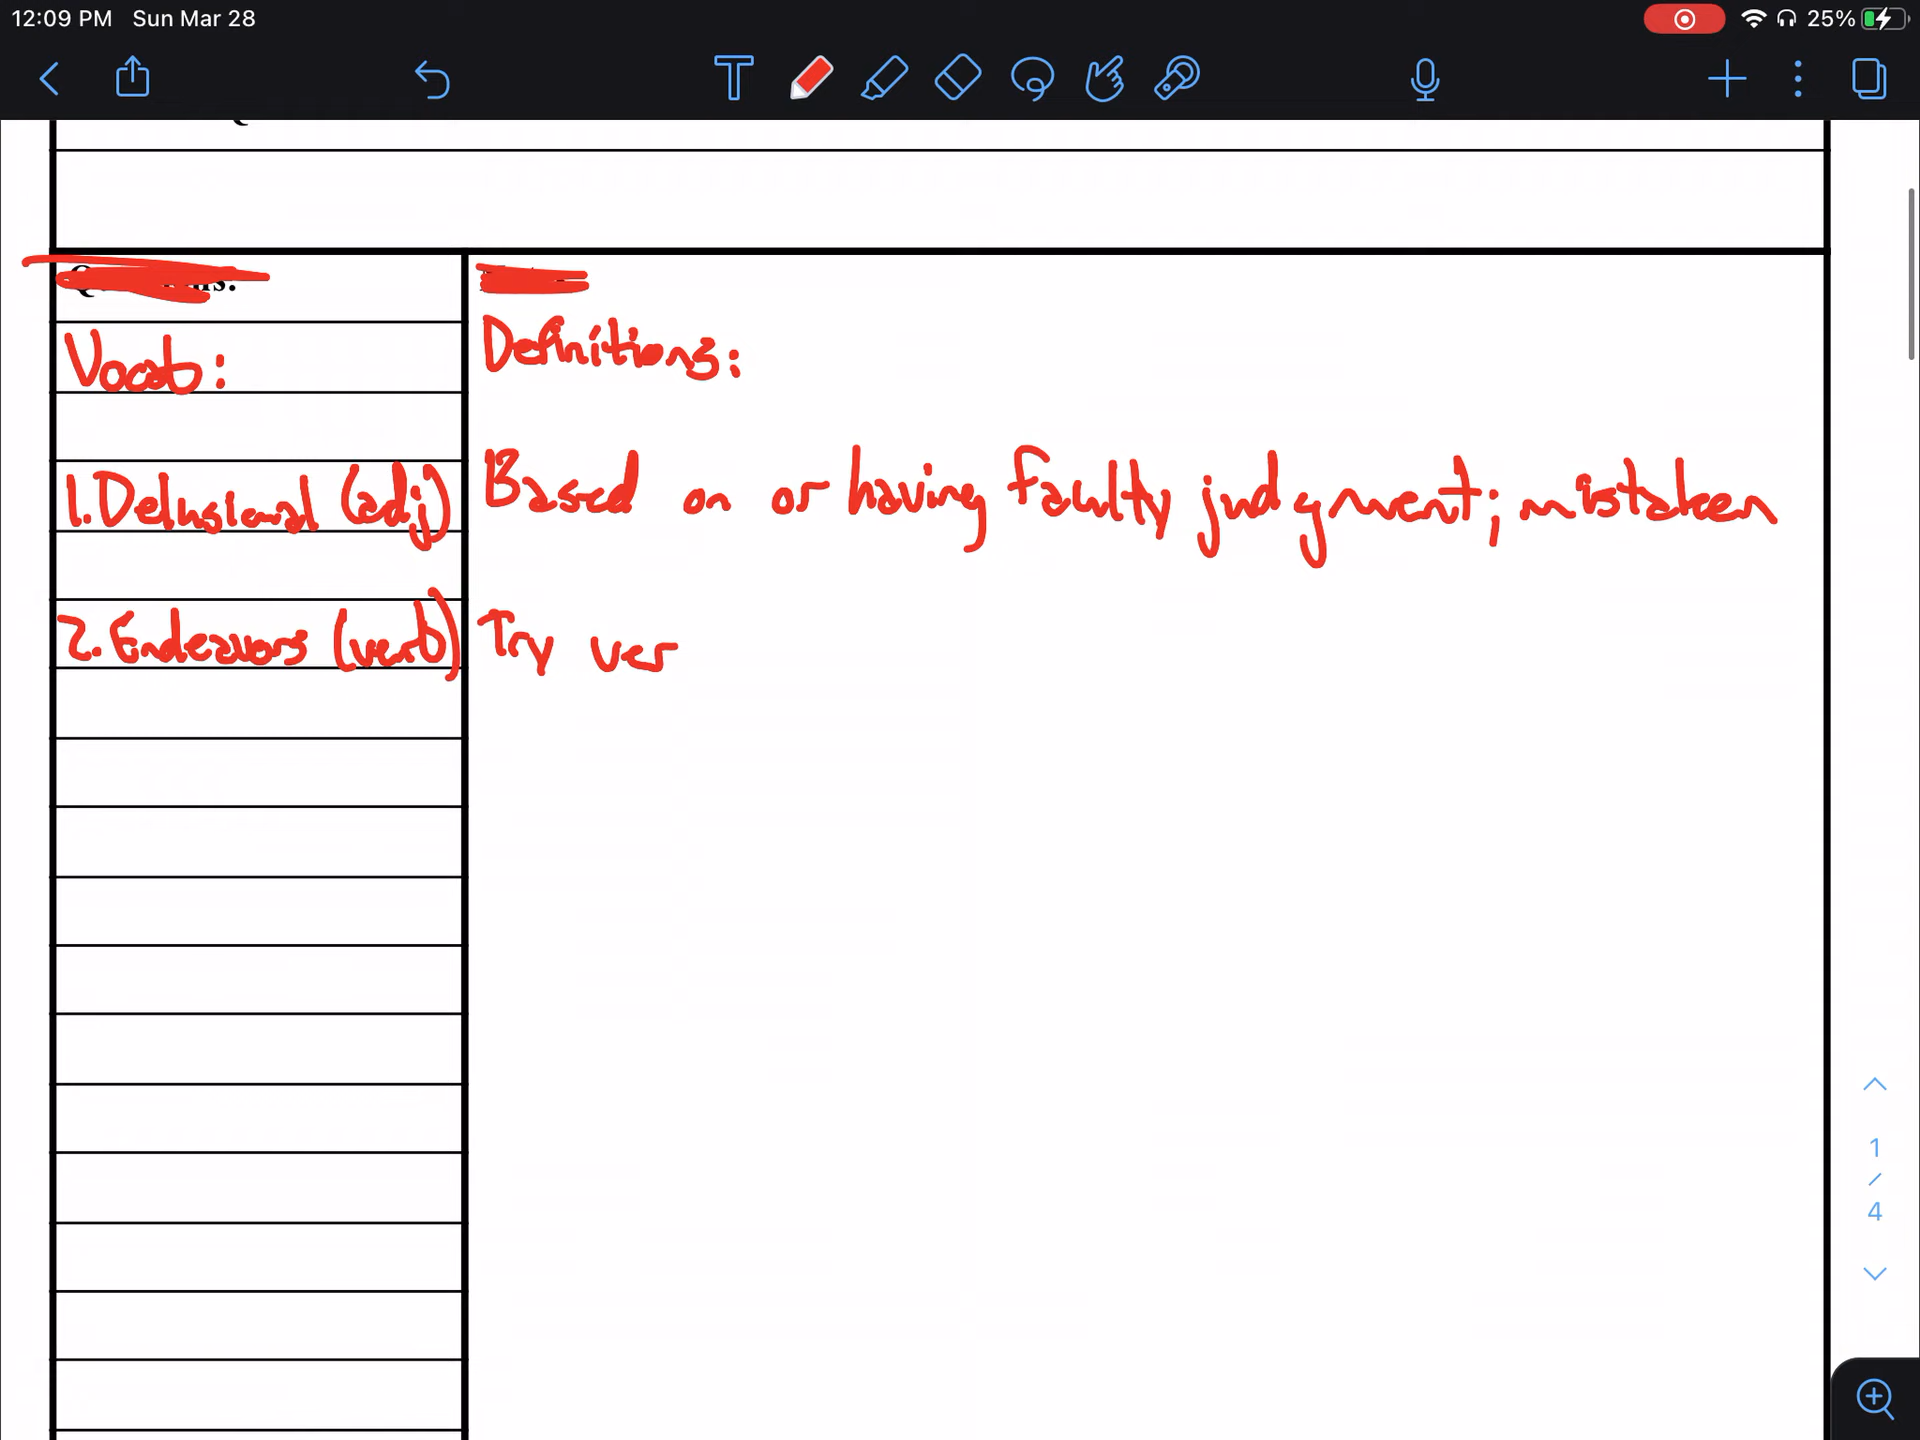 12:09 PM Sun Mar 28
25%
T
Vocab:
Definitions:
1. Delusional (adj)
Based on or having faulty judgment; mistaken
2. Endeavors (verb)
Try ver
1
/
4